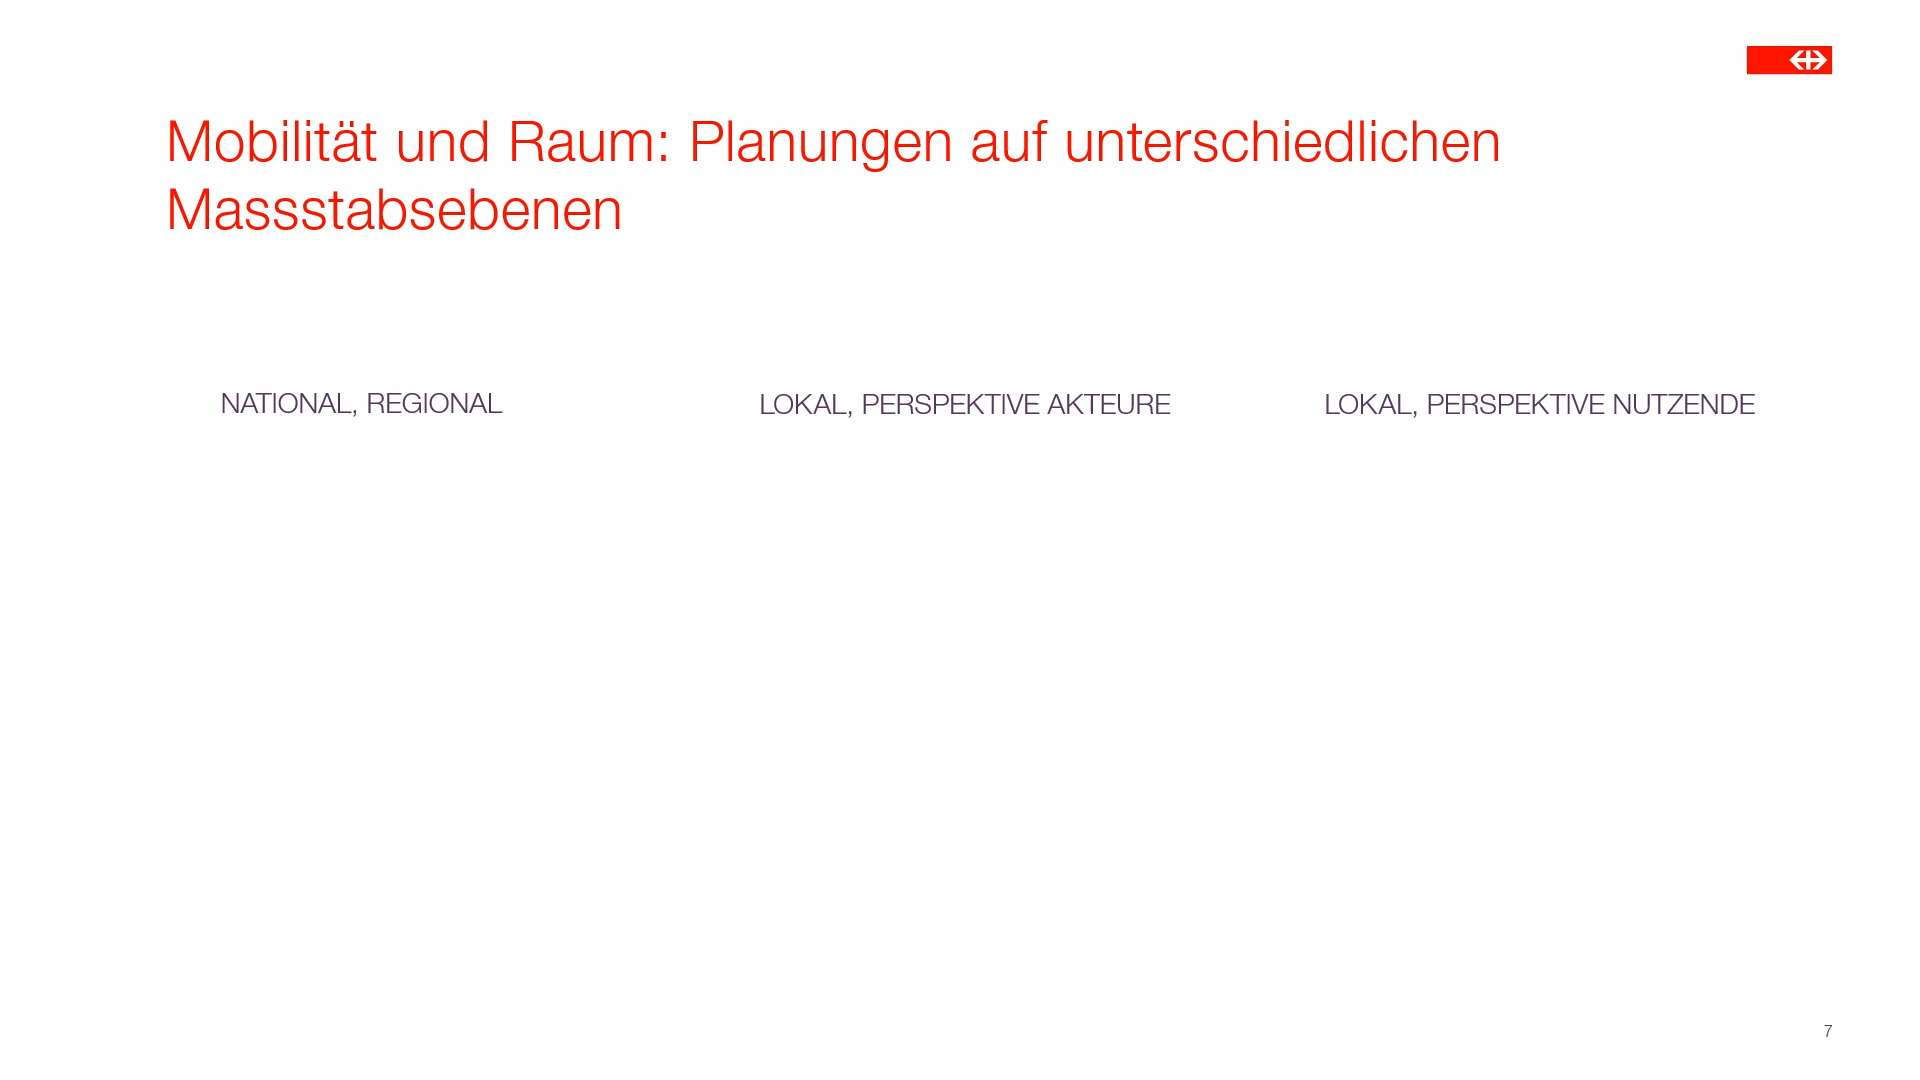 Mobilität und Raum: Planungen auf unterschiedlichen
Massstabsebenen
NATIONAL, REGIONAL
LOKAL, PERSPEKTIVE AKTEURE
LOKAL, PERSPEKTIVE NUTZENDE
7